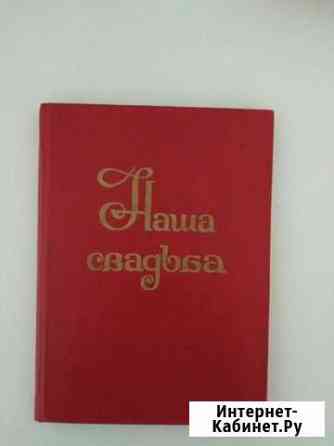 Наша
свадьба
Интернет-
Кабинет.Ру